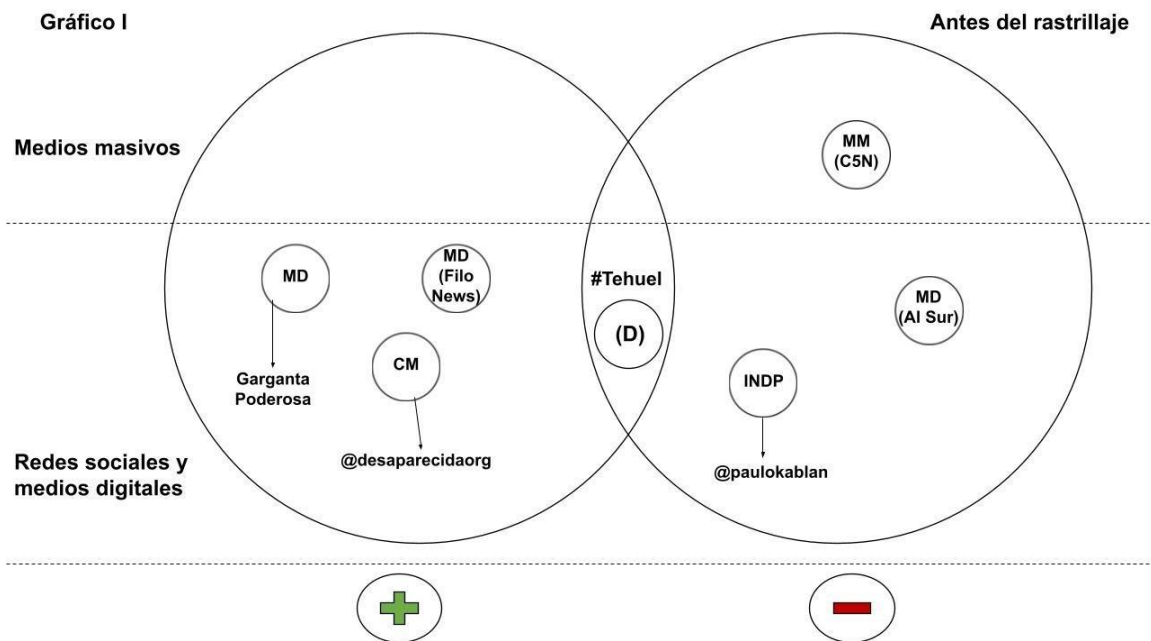 Gráfico I
Antes del rastrillaje
Medios masivos
MM
(C5N)
MD
MD
(Filo
News)
#Tehuel
(D)
MD
(Al Sur)
CM
INDP
Garganta
Poderosa
@desaparecidaorg
@paulokablan
Redes sociales y
medios digitales